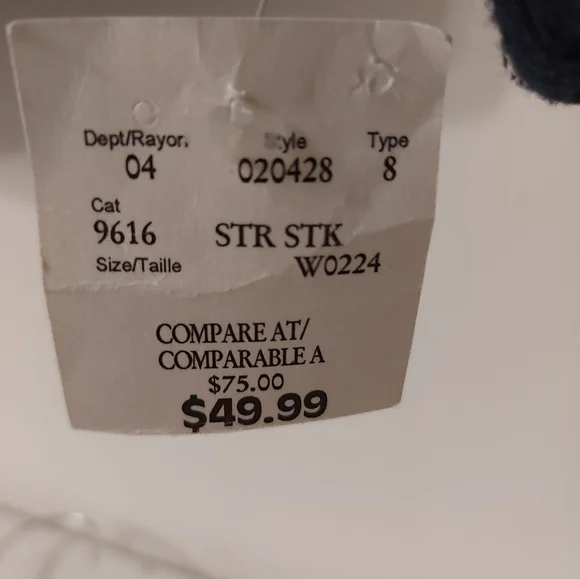 Dept/Rayon Style Type
04 020428 8
Cat
9616 STR STK
Size/Taille W0224
COMPARE AT/
COMPARABLE A
$75.00
$49.99